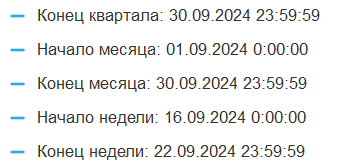 Конец квартала: 30.09.2024 23:59:59
Начало месяца: 01.09.2024 0:00:00
Конец месяца: 30.09.2024 23:59:59
Начало недели: 16.09.2024 0:00:00
Конец недели: 22.09.2024 23:59:59